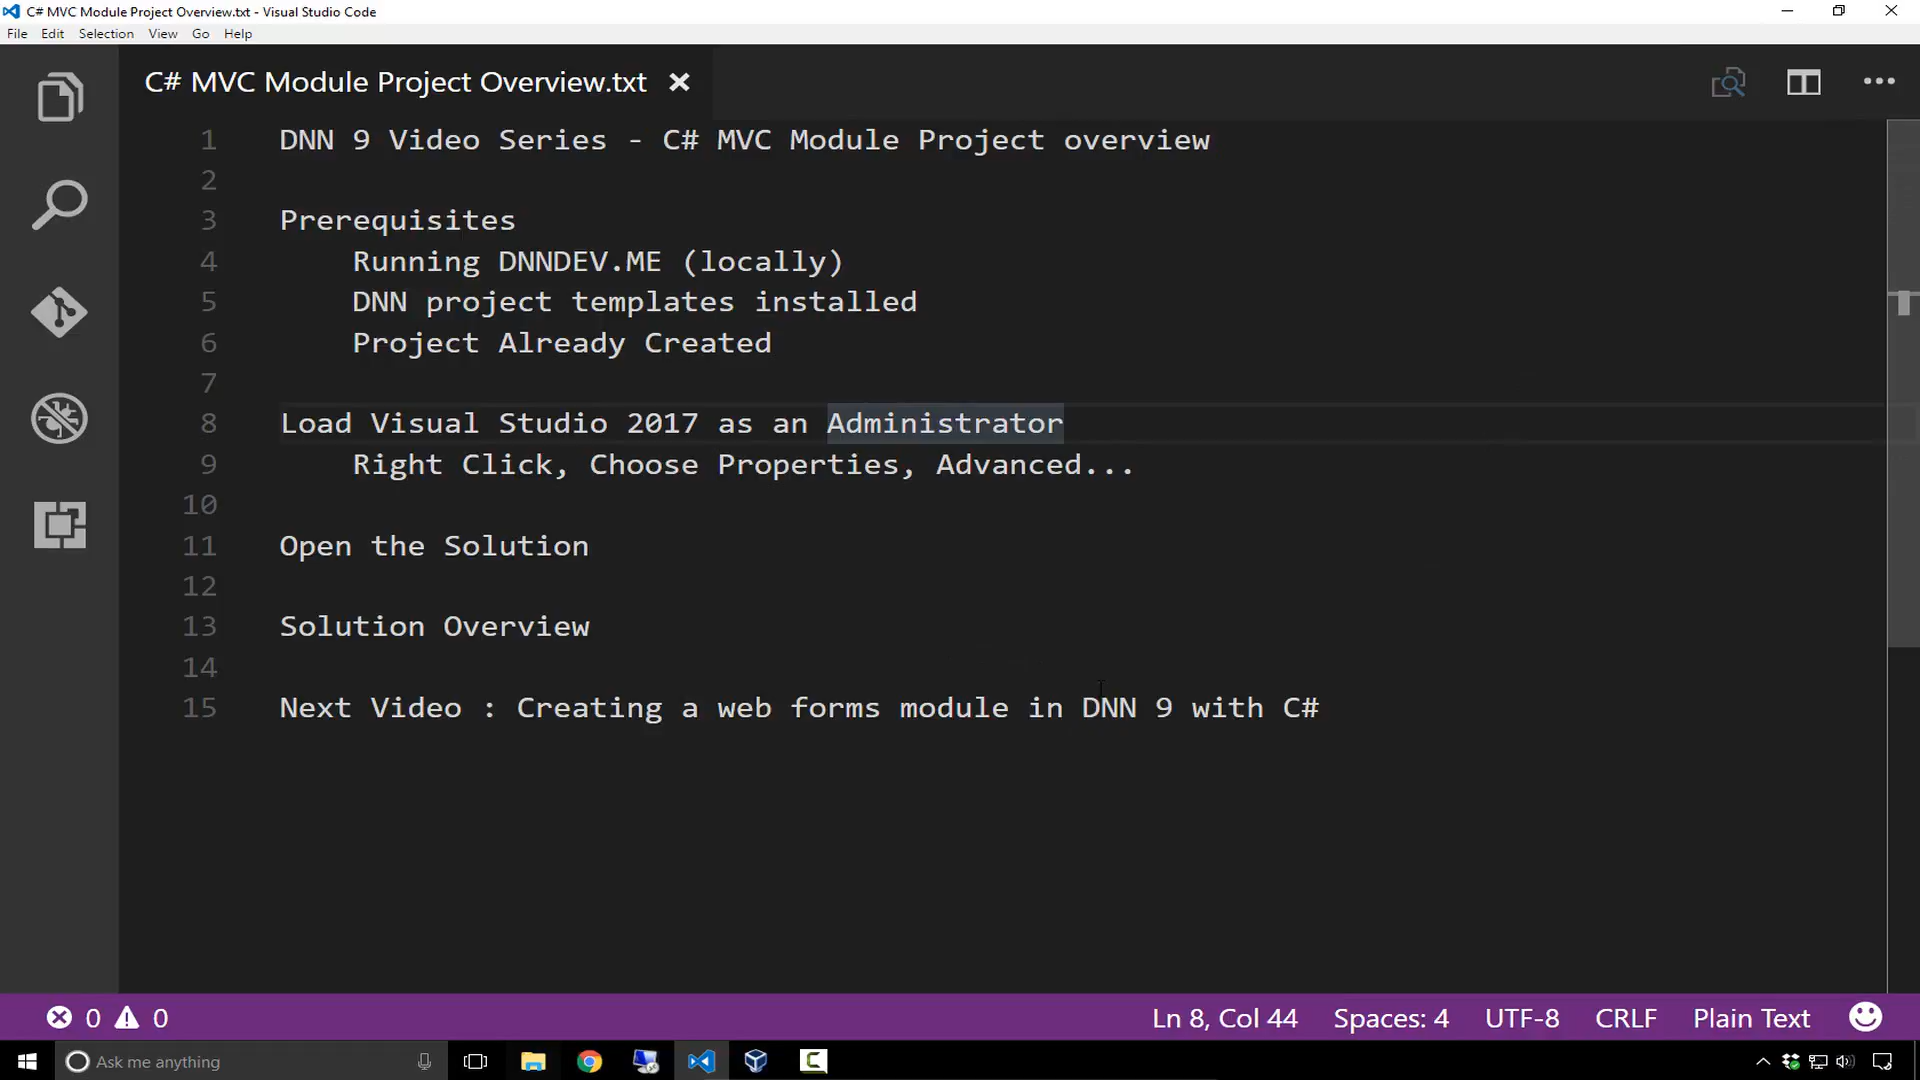 C# MVC Module Project Overview.txt - Visual Studio Code
File Edit Selection View Go Help
C# MVC Module Project Overview.txt
1 DNN 9 Video Series - C# MVC Module Project overview
2
3 Prerequisites
4 Running DNNDEV.ME (locally)
5 DNN project templates installed
6 Project Already Created
7
8 Load Visual Studio 2017 as an Administrator
9 Right Click, Choose Properties, Advanced...
10
11 Open the Solution
12
13 Solution Overview
14
15 Next Video : Creating a web forms module in DNN 9 with C#
0 0 Ln 8, Col 44 Spaces: 4 UTF-8 CRLF Plain Text
Ask me anything